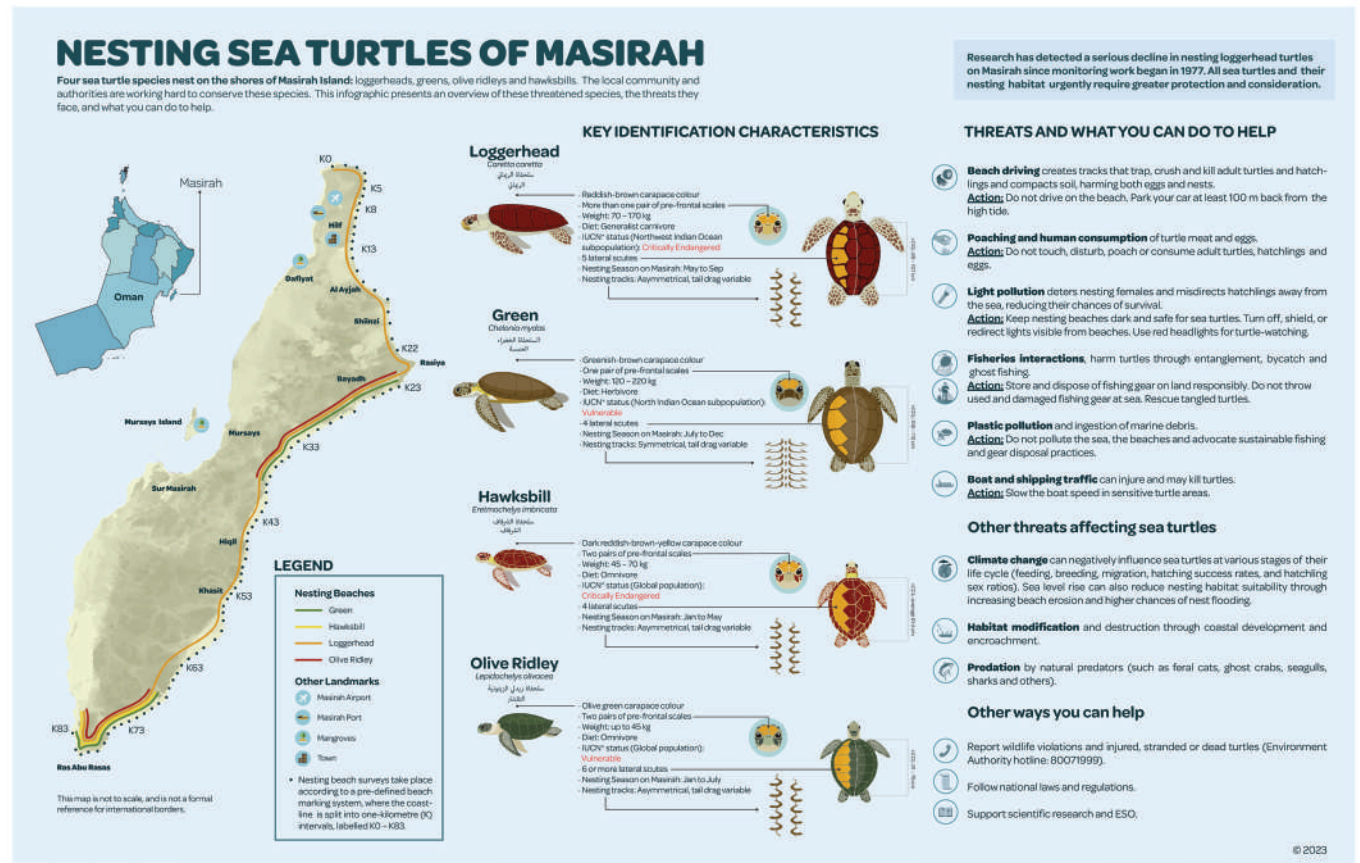 NESTING SEA TURTLES OF MASIRAH
Four sea turtle species nest on the shores of Masirah Island: loggerheads, greens, olive ridleys and hawksbills. The local community and
authorities are working hard to conserve these species. This infographic presents an overview of these threatened species, the threats they
face, and what you can do to help.
Research has detected a serious decline in nesting loggerhead turtles
on Masirah since monitoring work began in 1977. All sea turtles and their
nesting habitat urgently require greater protection and consideration.
Masirah
Oman
K0
K5
K8
Hilf
K13
Dafiyat
Al Ayjah
Shiinzi
K22
Rasiya
Bayadh
K23
Mursays Island
Mursays
K33
Sur Masirah
K43
Hiqil
Khasit
K53
K63
K83
K73
Ras Abu Rasas
This map is not to scale, and is not a formal
reference for international borders.
LEGEND
Nesting Beaches
Green
Hawksbill
Loggerhead
Olive Ridley
Other Landmarks
Masirah Airport
Masirah Port
Mangroves
Town
• Nesting beach surveys take place
according to a pre-defined beach
marking system, where the coast-
line is split into one-kilometre (K)
intervals, labelled K0 – K83.
KEY IDENTIFICATION CHARACTERISTICS
Loggerhead
Caretta caretta
سلحفاة الريماني
الريماني
- Reddish-brown carapace colour
- More than one pair of pre-frontal scales
- Weight: 70 – 170 kg
- Diet: Generalist carnivore
- IUCN* status (Northwest Indian Ocean
subpopulation): Critically Endangered
- 5 lateral scutes
- Nesting Season on Masirah: May to Sep
- Nesting tracks: Asymmetrical, tail drag variable
Green
Chelonia mydas
السلحفاة الخضراء
الحمسة
- Greenish-brown carapace colour
- One pair of pre-frontal scales
- Weight: 120 – 220 kg
- Diet: Herbivore
- IUCN* status (North Indian Ocean subpopulation):
Vulnerable
- 4 lateral scutes
- Nesting Season on Masirah: July to Dec
- Nesting tracks: Symmetrical, tail drag variable
Hawksbill
Eretmochelys imbricata
سلحفاة الشرفاف
الشرفاف
- Dark reddish-brown-yellow carapace colour
- Two pairs of pre-frontal scales
- Weight: 45 – 70 kg
- Diet: Omnivore
- IUCN* status (Global population):
Critically Endangered
- 4 lateral scutes
- Nesting Season on Masirah: Jan to May
- Nesting tracks: Asymmetrical, tail drag variable
Olive Ridley
Lepidochelys olivacea
سلحفاة ريدلي الزيتونية
- Olive green carapace colour
- Two pairs of pre-frontal scales
- Weight: up to 45 kg
- Diet: Omnivore
- IUCN* status (Global population):
Vulnerable
- 6 or more lateral scutes
- Nesting Season on Masirah: Jan to July
- Nesting tracks: Asymmetrical, tail drag variable
THREATS AND WHAT YOU CAN DO TO HELP
Beach driving creates tracks that trap, crush and kill adult turtles and hatch-
lings and compacts soil, harming both eggs and nests.
Action: Do not drive on the beach. Park your car at least 100 m back from the
high tide.
Poaching and human consumption of turtle meat and eggs.
Action: Do not touch, disturb, poach or consume adult turtles, hatchlings and
eggs.
Light pollution deters nesting females and misdirects hatchlings away from
the sea, reducing their chances of survival.
Action: Keep nesting beaches dark and safe for sea turtles. Turn off, shield, or
redirect lights visible from beaches. Use red headlights for turtle-watching.
Fisheries interactions, harm turtles through entanglement, bycatch and
ghost fishing.
Action: Store and dispose of fishing gear on land responsibly. Do not throw
used and damaged fishing gear at sea. Rescue tangled turtles.
Plastic pollution and ingestion of marine debris.
Action: Do not pollute the sea, the beaches and advocate sustainable fishing
and gear disposal practices.
Boat and shipping traffic can injure and may kill turtles.
Action: Slow the boat speed in sensitive turtle areas.
Other threats affecting sea turtles
Climate change can negatively influence sea turtles at various stages of their
life cycle (feeding, breeding, migration, hatching success rates, and hatchling
sex ratios). Sea level rise can also reduce nesting habitat suitability through
increasing beach erosion and higher chances of nest flooding.
Habitat modification and destruction through coastal development and
encroachment.
Predation by natural predators (such as feral cats, ghost crabs, seagulls,
sharks and others).
Other ways you can help
Report wildlife violations and injured, stranded or dead turtles (Environment
Authority hotline: 80071999).
Follow national laws and regulations.
Support scientific research and ESO.
© 2023